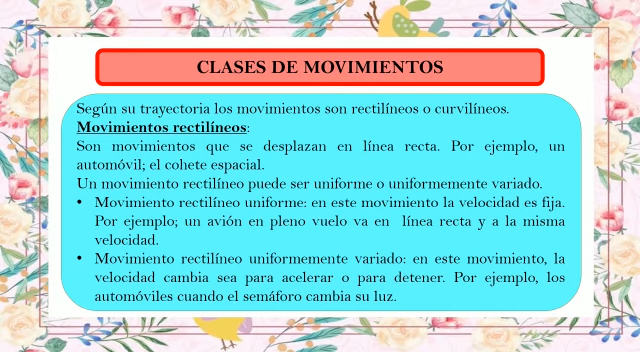 CLASES DE MOVIMIENTOS
Según su trayectoria los movimientos son rectilíneos o curvilíneos.
Movimientos rectilíneos:
Son movimientos que se desplazan en línea recta. Por ejemplo, un
automóvil; el cohete espacial.
Un movimiento rectilíneo puede ser uniforme o uniformemente variado.
• Movimiento rectilíneo uniforme: en este movimiento la velocidad es fija.
Por ejemplo; un avión en pleno vuelo va en línea recta y a la misma
velocidad.
• Movimiento rectilíneo uniformemente variado: en este movimiento, la
velocidad cambia sea para acelerar o para detener. Por ejemplo, los
automóviles cuando el semáforo cambia su luz.